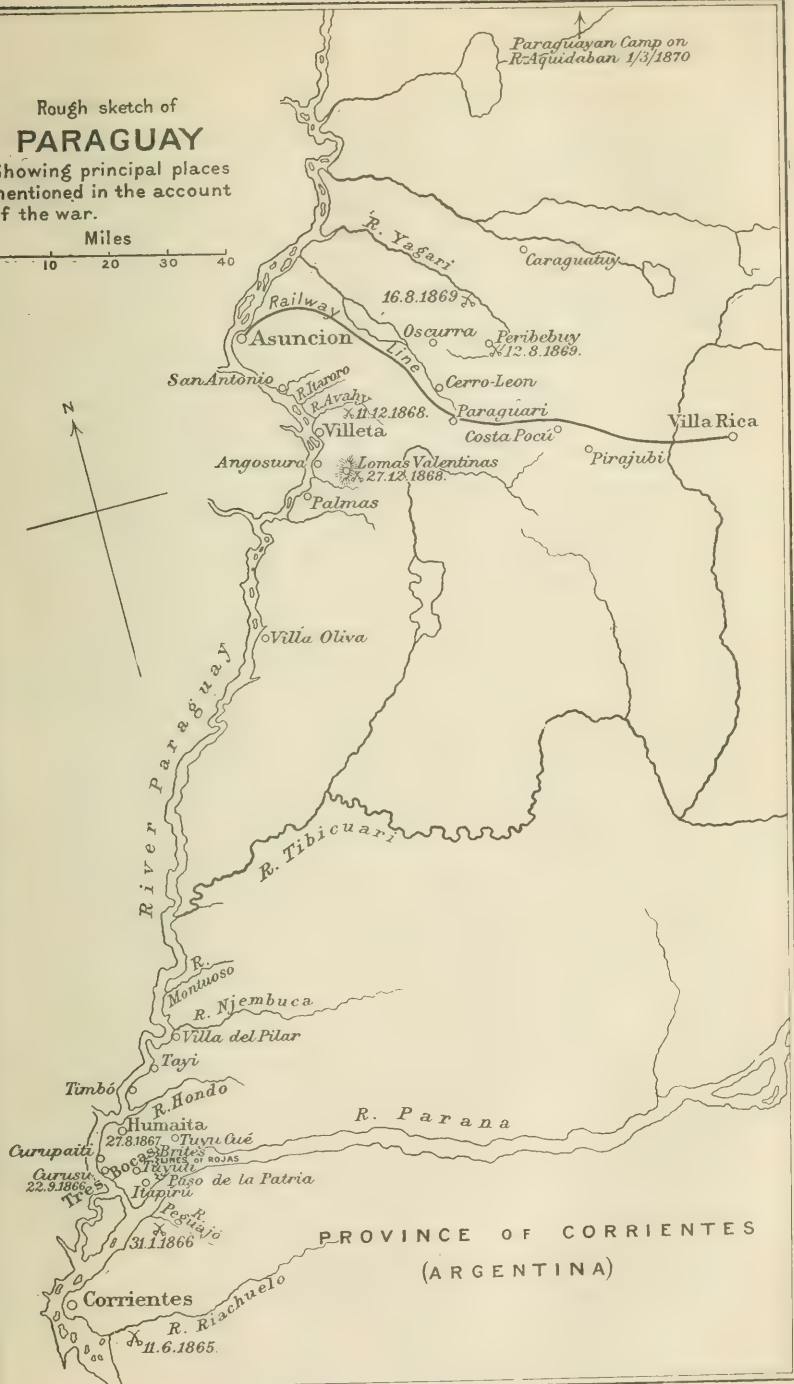 Rough sketch of
PARAGUAY
showing principal places
mentioned in the account
of the war.
Miles
10 20 30 40
Paraguayan Camp on
R. Aquidaban 1/3/1870
R. Yagari
Caraguatuy
16.8.1869
Railway Line
Oscurra
Peribebuy
12.8.1869.
Asuncion
San Antonio
R. Itaroro
Cerro-Leon
R. Avahy
11.12.1868.
Paraguari
Villa Rica
Villeta
Costa Pocú
Pirajubi
Angostura
Lomas Valentinas
27.12.1868.
Palmas
N
Villa Oliva
River Paraguay
R. Tibicuari
R.
Montuoso
R. Njembuca
Villa del Pilar
Tayi
Timbó
R. Hondo
R. Parana
Humaita
27.8.1867
Tuyu Cué
Curupaiti
Brites
LINES OF ROJAS
Tres Bocas
Tuyuti
Curusu
22.9.1866
Paso de la Patria
Itapirú
R.
Peguajó
31.1.1866
PROVINCE OF CORRIENTES
(ARGENTINA)
Corrientes
R. Riachuelo
11.6.1865.